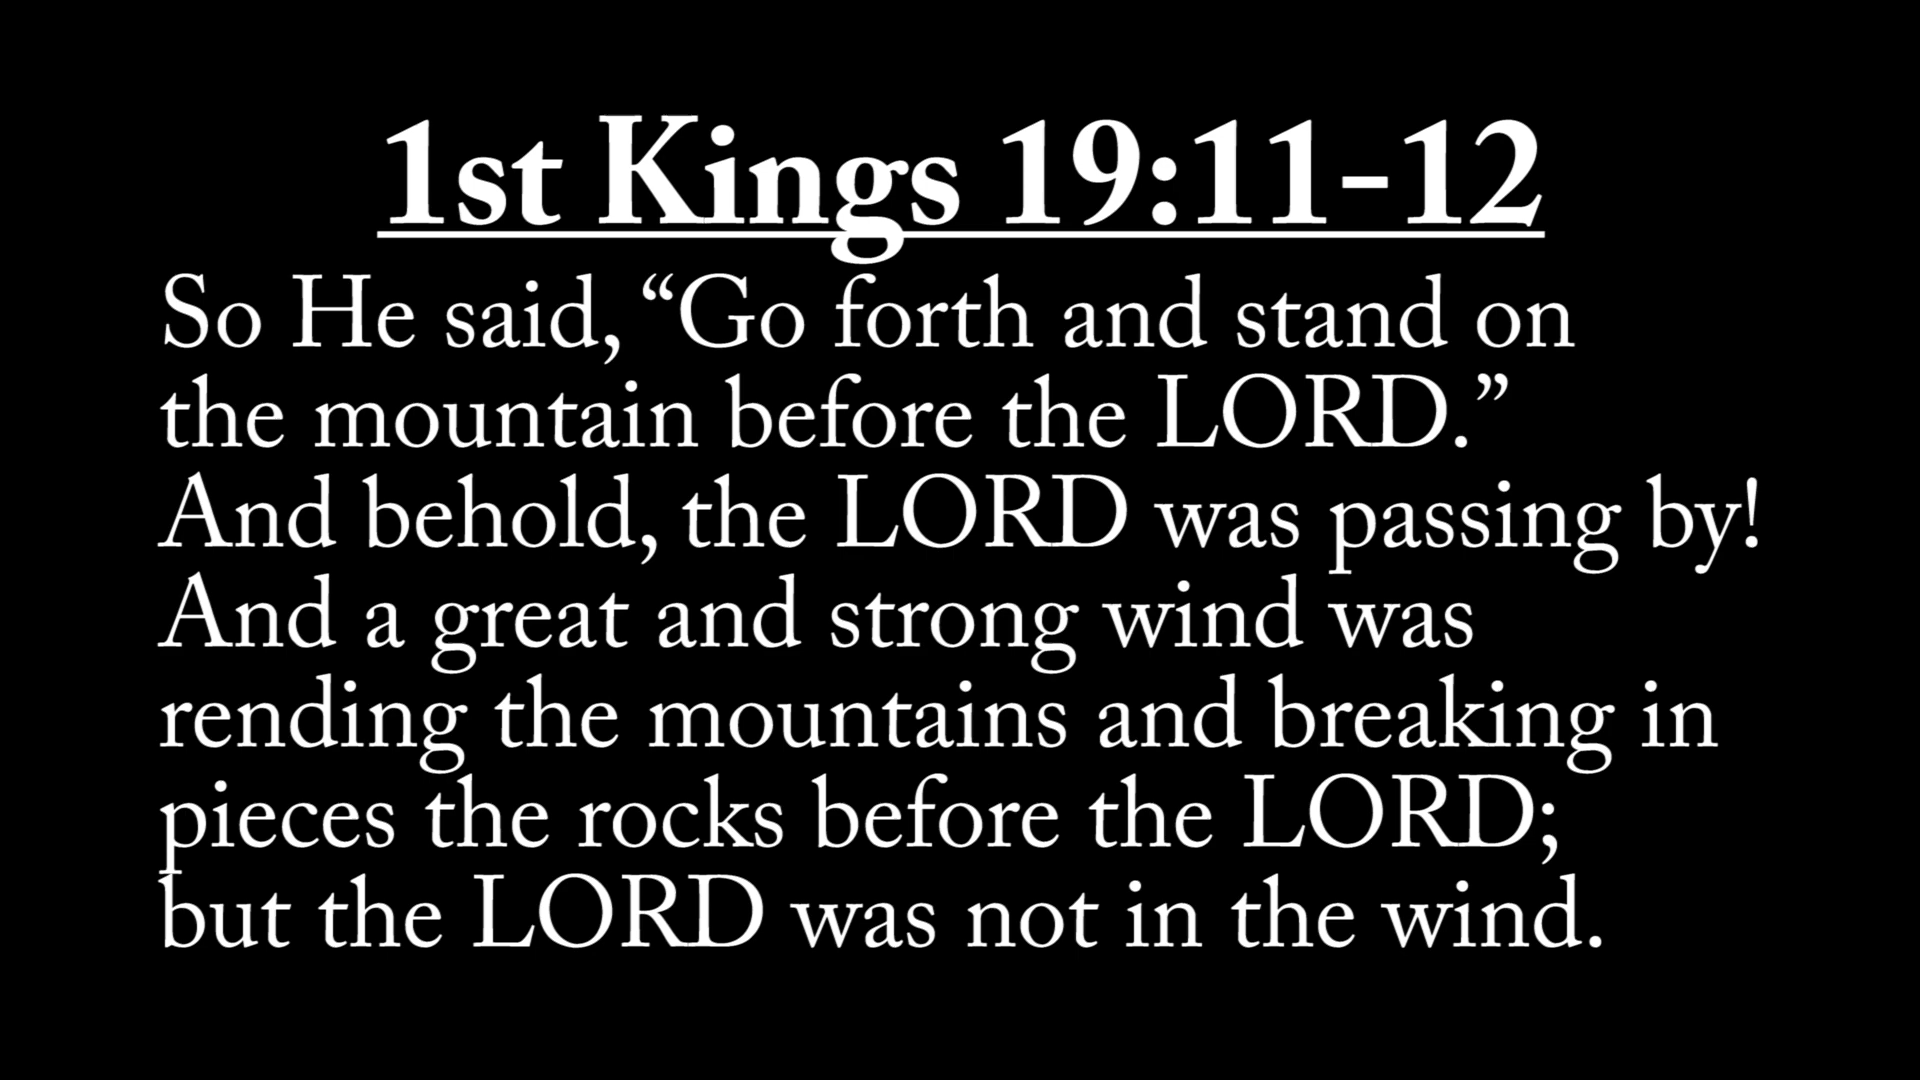 1st Kings 19:11-12
So He said, “Go forth and stand on
the mountain before the LORD.”
And behold, the LORD was passing by!
And a great and strong wind was
rending the mountains and breaking in
pieces the rocks before the LORD;
but the LORD was not in the wind.